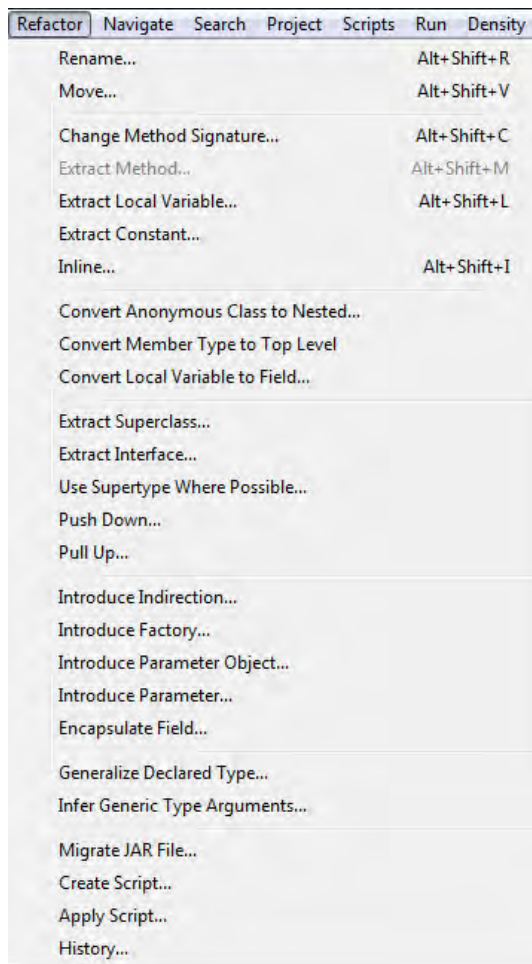 Refactor Navigate Search Project Scripts Run Density
Rename... Alt+Shift+R
Move... Alt+Shift+V
Change Method Signature... Alt+Shift+C
Extract Method... Alt+Shift+M
Extract Local Variable... Alt+Shift+L
Extract Constant...
Inline... Alt+Shift+I
Convert Anonymous Class to Nested...
Convert Member Type to Top Level
Convert Local Variable to Field...
Extract Superclass...
Extract Interface...
Use Supertype Where Possible...
Push Down...
Pull Up...
Introduce Indirection...
Introduce Factory...
Introduce Parameter Object...
Introduce Parameter...
Encapsulate Field...
Generalize Declared Type...
Infer Generic Type Arguments...
Migrate JAR File...
Create Script...
Apply Script...
History...